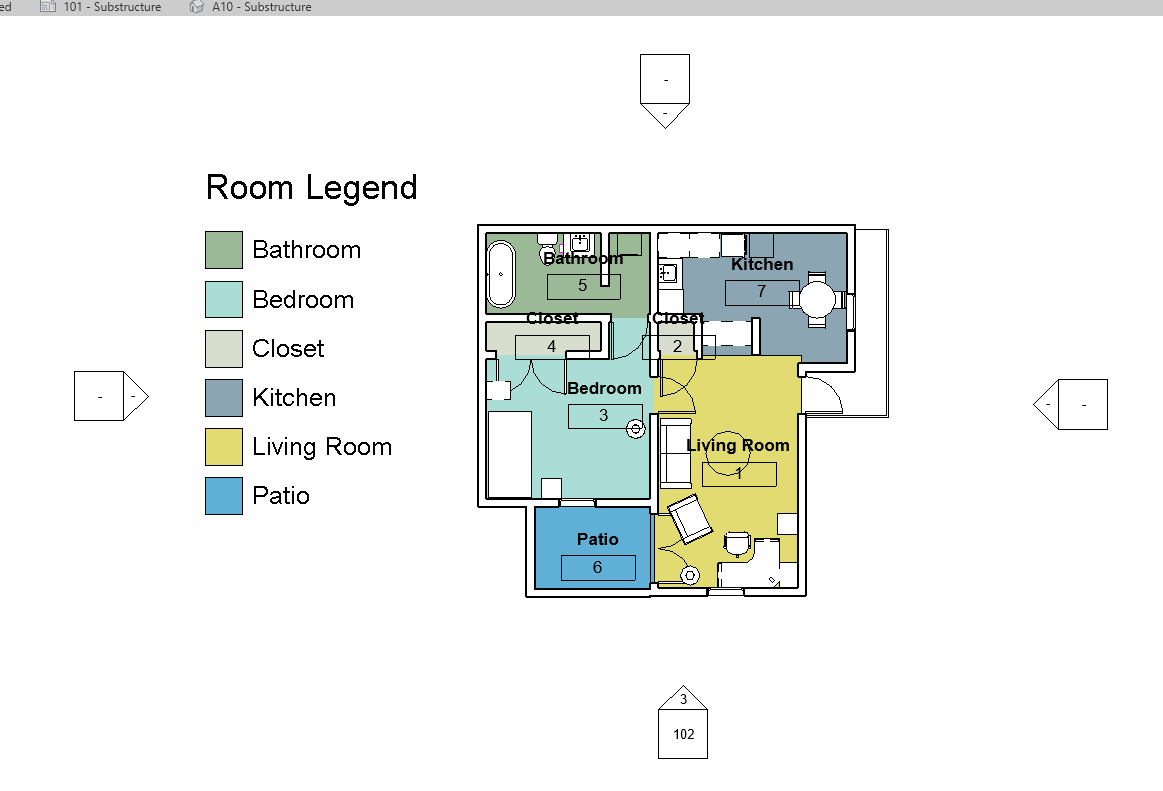 ed
101 - Substructure
A10 - Substructure
-
-
Room Legend
Bathroom
Bedroom
Closet
Kitchen
Living Room
Patio
Bathroom
5
Kitchen
7
Closet
4
Closet
2
Bedroom
3
Living Room
1
Patio
6
-
-
-
-
3
102